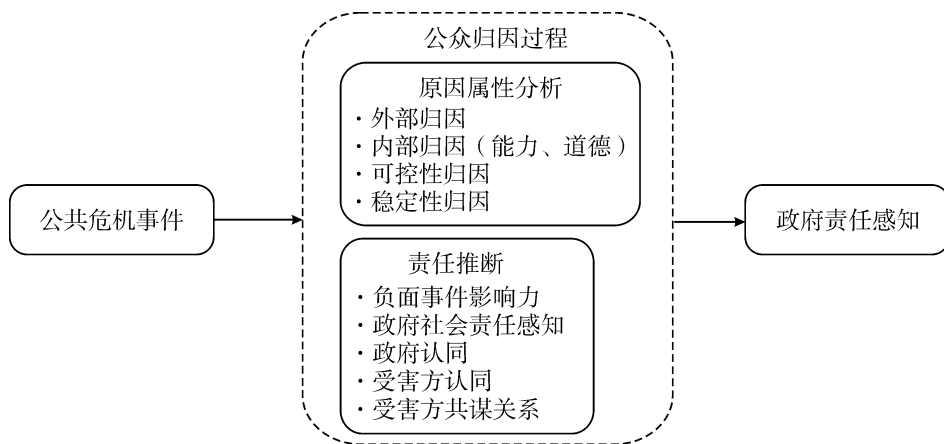 公众归因过程
原因属性分析
·外部归因
·内部归因（能力、道德）
·可控性归因
·稳定性归因
公共危机事件
政府责任感知
责任推断
·负面事件影响力
·政府社会责任感知
·政府认同
·受害方认同
·受害方共谋关系